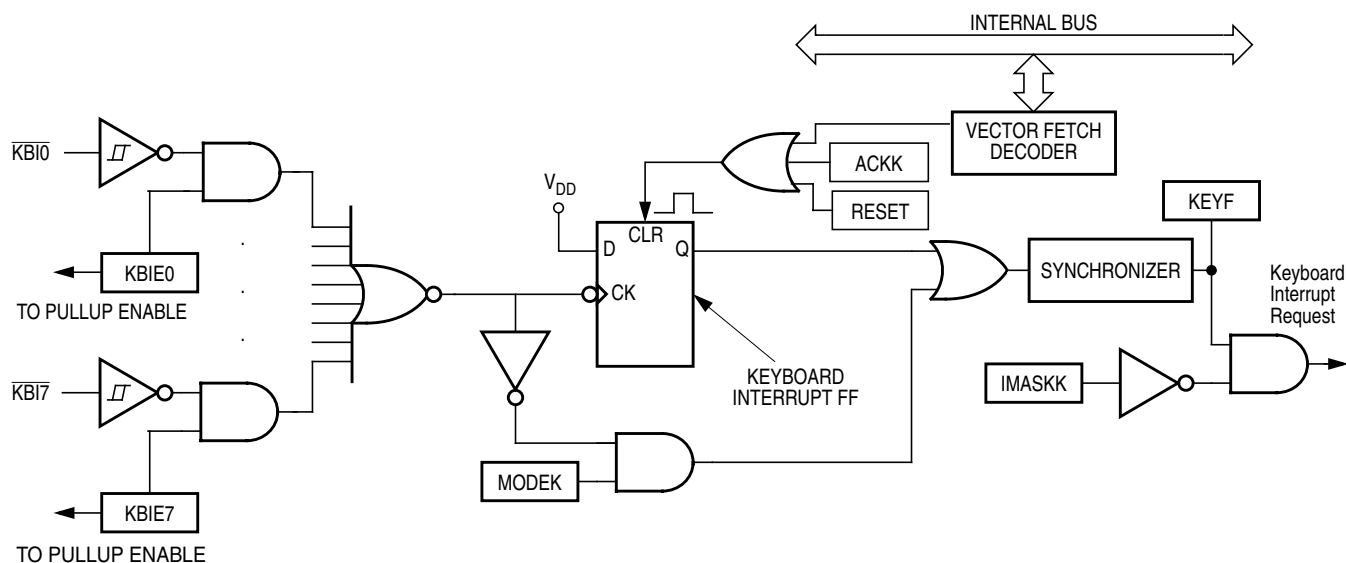 INTERNAL BUS
VECTOR FETCH
DECODER
ACKK
RESET
KBI0
KBIE0
TO PULLUP ENABLE
.
.
.
KBI7
KBIE7
TO PULLUP ENABLE
VDD
CLR
D
Q
CK
KEYBOARD
INTERRUPT FF
MODEK
SYNCHRONIZER
KEYF
IMASKK
Keyboard
Interrupt
Request